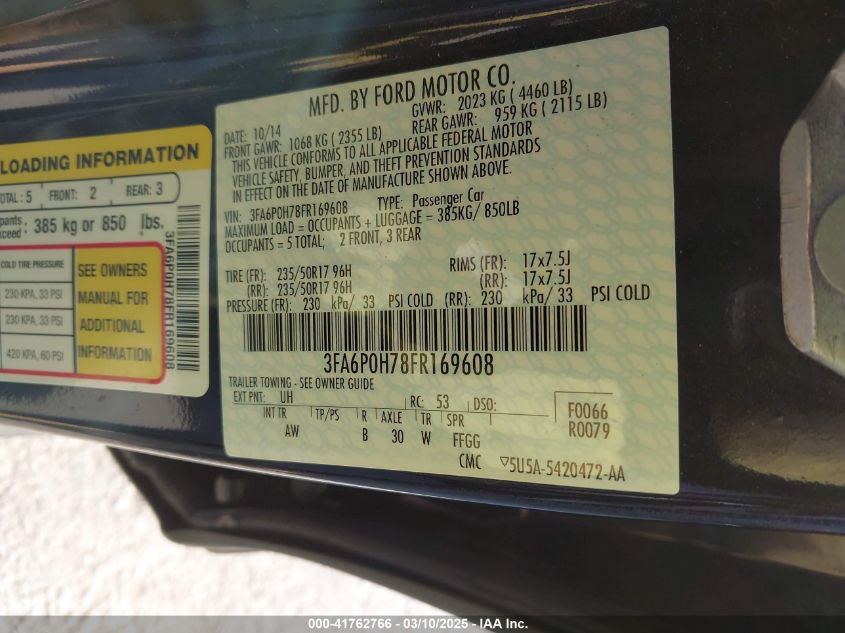 LOADING INFORMATION
TOTAL: 5 FRONT: 2 REAR: 3
385 kg or 850 lbs.
COLD TIRE PRESSURE
230 KPA, 33 PSI
230 KPA, 33 PSI
420 KPA, 60 PSI
SEE OWNERS
MANUAL FOR
ADDITIONAL
INFORMATION
3FA6P0H78FR169608
MFD. BY FORD MOTOR CO.
DATE: 10/14 GVWR: 2023 KG ( 4460 LB)
FRONT GAWR: 1068 KG ( 2355 LB) REAR GAWR: 959 KG ( 2115 LB)
THIS VEHICLE CONFORMS TO ALL APPLICABLE FEDERAL MOTOR
VEHICLE SAFETY, BUMPER, AND THEFT PREVENTION STANDARDS
IN EFFECT ON THE DATE OF MANUFACTURE SHOWN ABOVE.
VIN: 3FA6P0H78FR169608 TYPE: Passenger Car
MAXIMUM LOAD = OCCUPANTS + LUGGAGE = 385KG/ 850LB
OCCUPANTS = 5 TOTAL; 2 FRONT, 3 REAR
TIRE (FR): 235/50R17 96H RIMS (FR): 17x7.5J
(RR): 235/50R17 96H (RR): 17x7.5J
PRESSURE (FR): 230 kPa/ 33 PSI COLD (RR): 230 kPa/ 33 PSI COLD
3FA6P0H78FR169608
TRAILER TOWING - SEE OWNER GUIDE
EXT PNT: UH RC: 53 DSO:
INT TR TP/PS R AXLE TR SPR
AW B 30 W FFGG
F0066
R0079
CMC ▽5U5A-5420472-AA
000-41762766 - 03/10/2025 - IAA Inc.